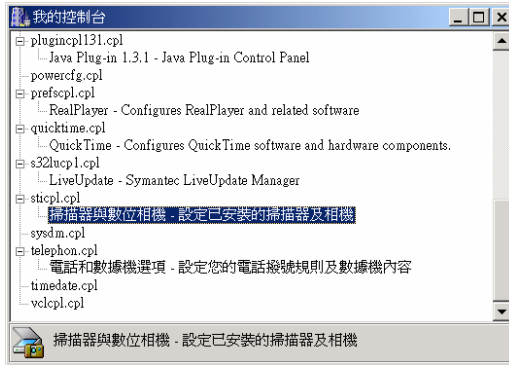 我的控制台
plugincpl131.cpl
Java Plug-in 1.3.1 - Java Plug-in Control Panel
powercfg.cpl
prefscpl.cpl
RealPlayer - Configures RealPlayer and related software
quicktime.cpl
QuickTime - Configures QuickTime software and hardware components.
s32lucp1.cpl
LiveUpdate - Symantec LiveUpdate Manager
sticpl.cpl
掃描器與數位相機 - 設定已安裝的掃描器及相機
sysdm.cpl
telephon.cpl
電話和數據機選項 - 設定您的電話撥號規則及數據機內容
timedate.cpl
vclcpl.cpl
掃描器與數位相機 - 設定已安裝的掃描器及相機